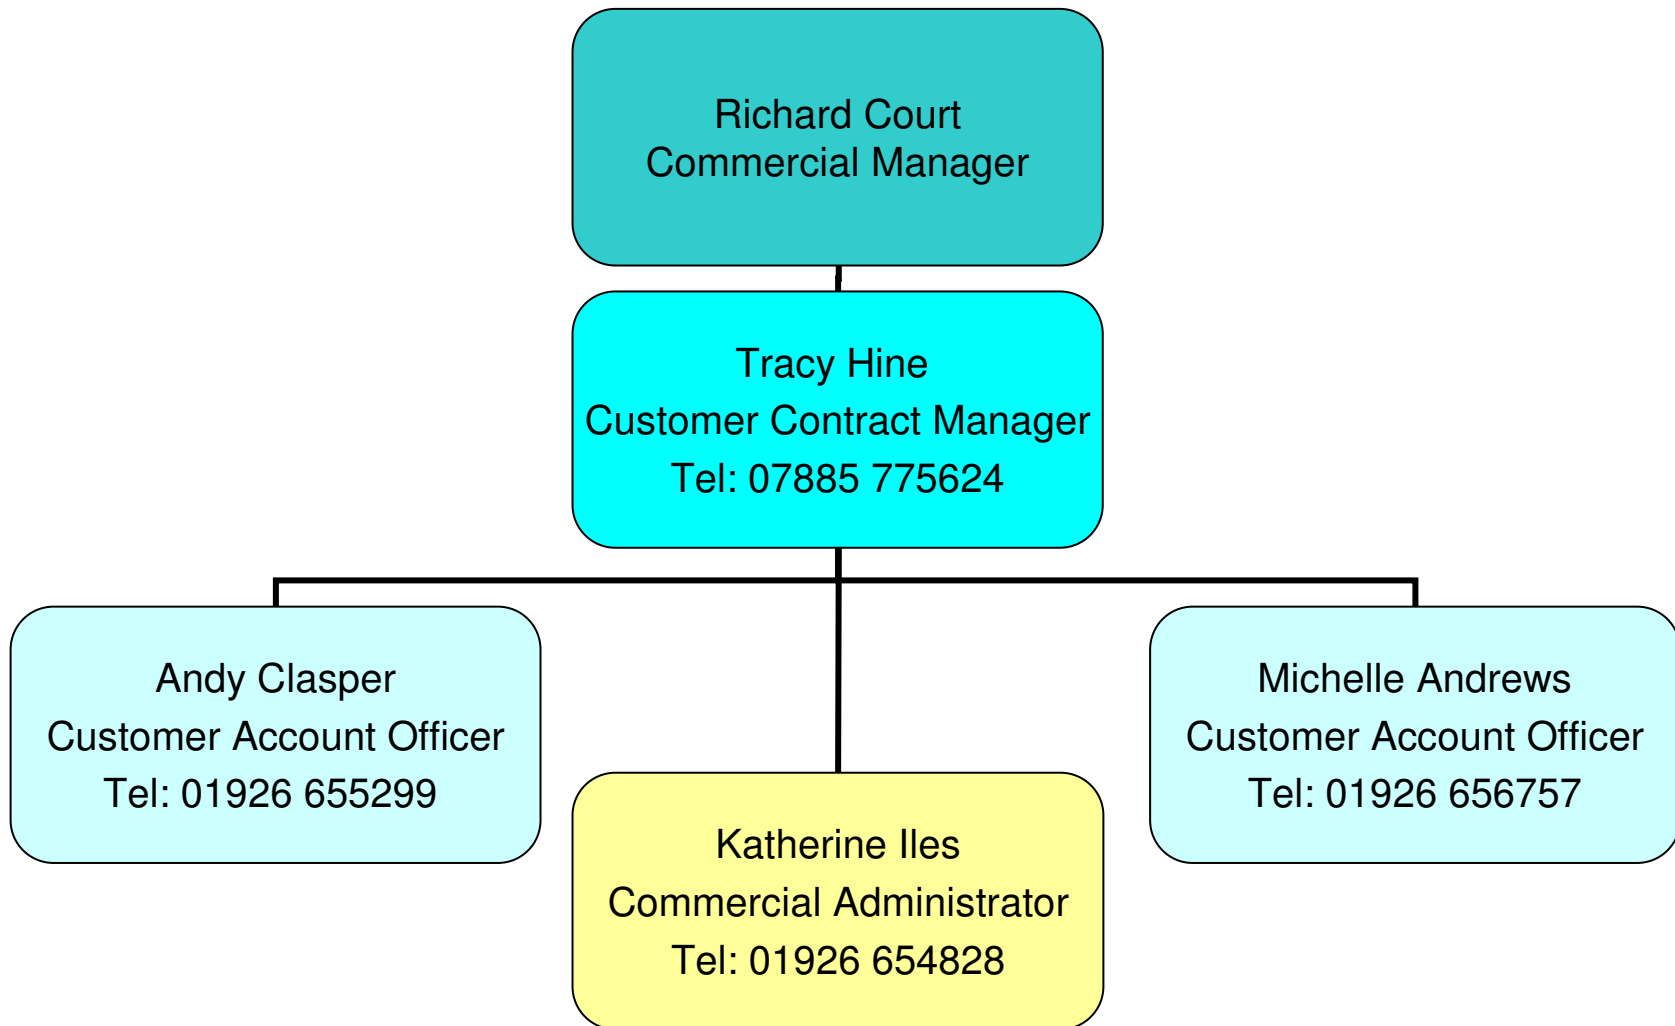 Richard Court
Commercial Manager
Tracy Hine
Customer Contract Manager
Tel: 07885 775624
Andy Clasper
Customer Account Officer
Tel: 01926 655299
Katherine Iles
Commercial Administrator
Tel: 01926 654828
Michelle Andrews
Customer Account Officer
Tel: 01926 656757